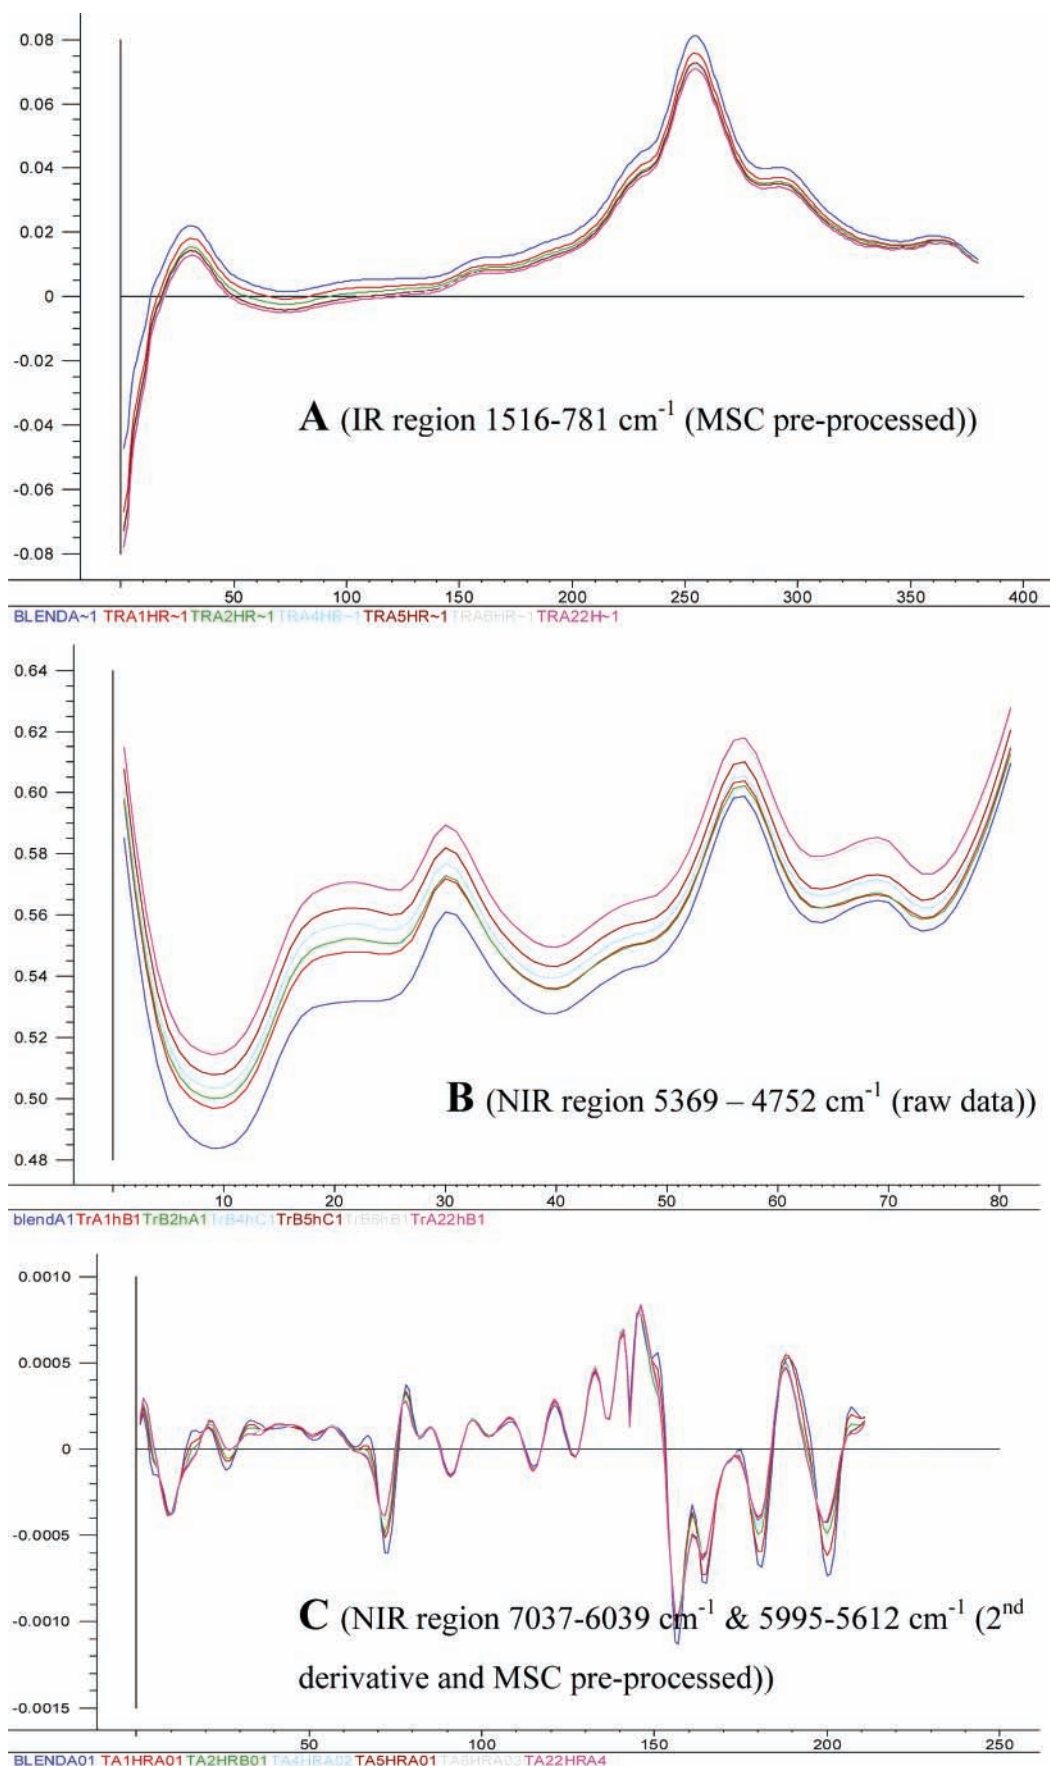 0.08
0.06
0.04
0.02
0
-0.02
-0.04
-0.06
-0.08
A (IR region 1516-781 cm-1 (MSC pre-processed))
50 100 150 200 250 300 350 400
BLENDA~1 TRA1HR~1 TRA2HR~1 TRA4HR~1 TRA5HR~1 TRA6HR~1 TRA22H~1
0.64
0.62
0.60
0.58
0.56
0.54
0.52
0.50
0.48
B (NIR region 5369 – 4752 cm-1 (raw data))
10 20 30 40 50 60 70 80
blendA1 TrA1hB1 TrB2hA1 TrB4hC1 TrB5hC1 TrB6hB1 TrA22hB1
0.0010
0.0005
0
-0.0005
-0.0010
-0.0015
C (NIR region 7037-6039 cm-1 & 5995-5612 cm-1 (2nd
derivative and MSC pre-processed))
50 100 150 200 250
BLENDA01 TA1HRA01 TA2HRB01 TA4HRA02 TA5HRA01 TA6HRA03 TA22HRA4